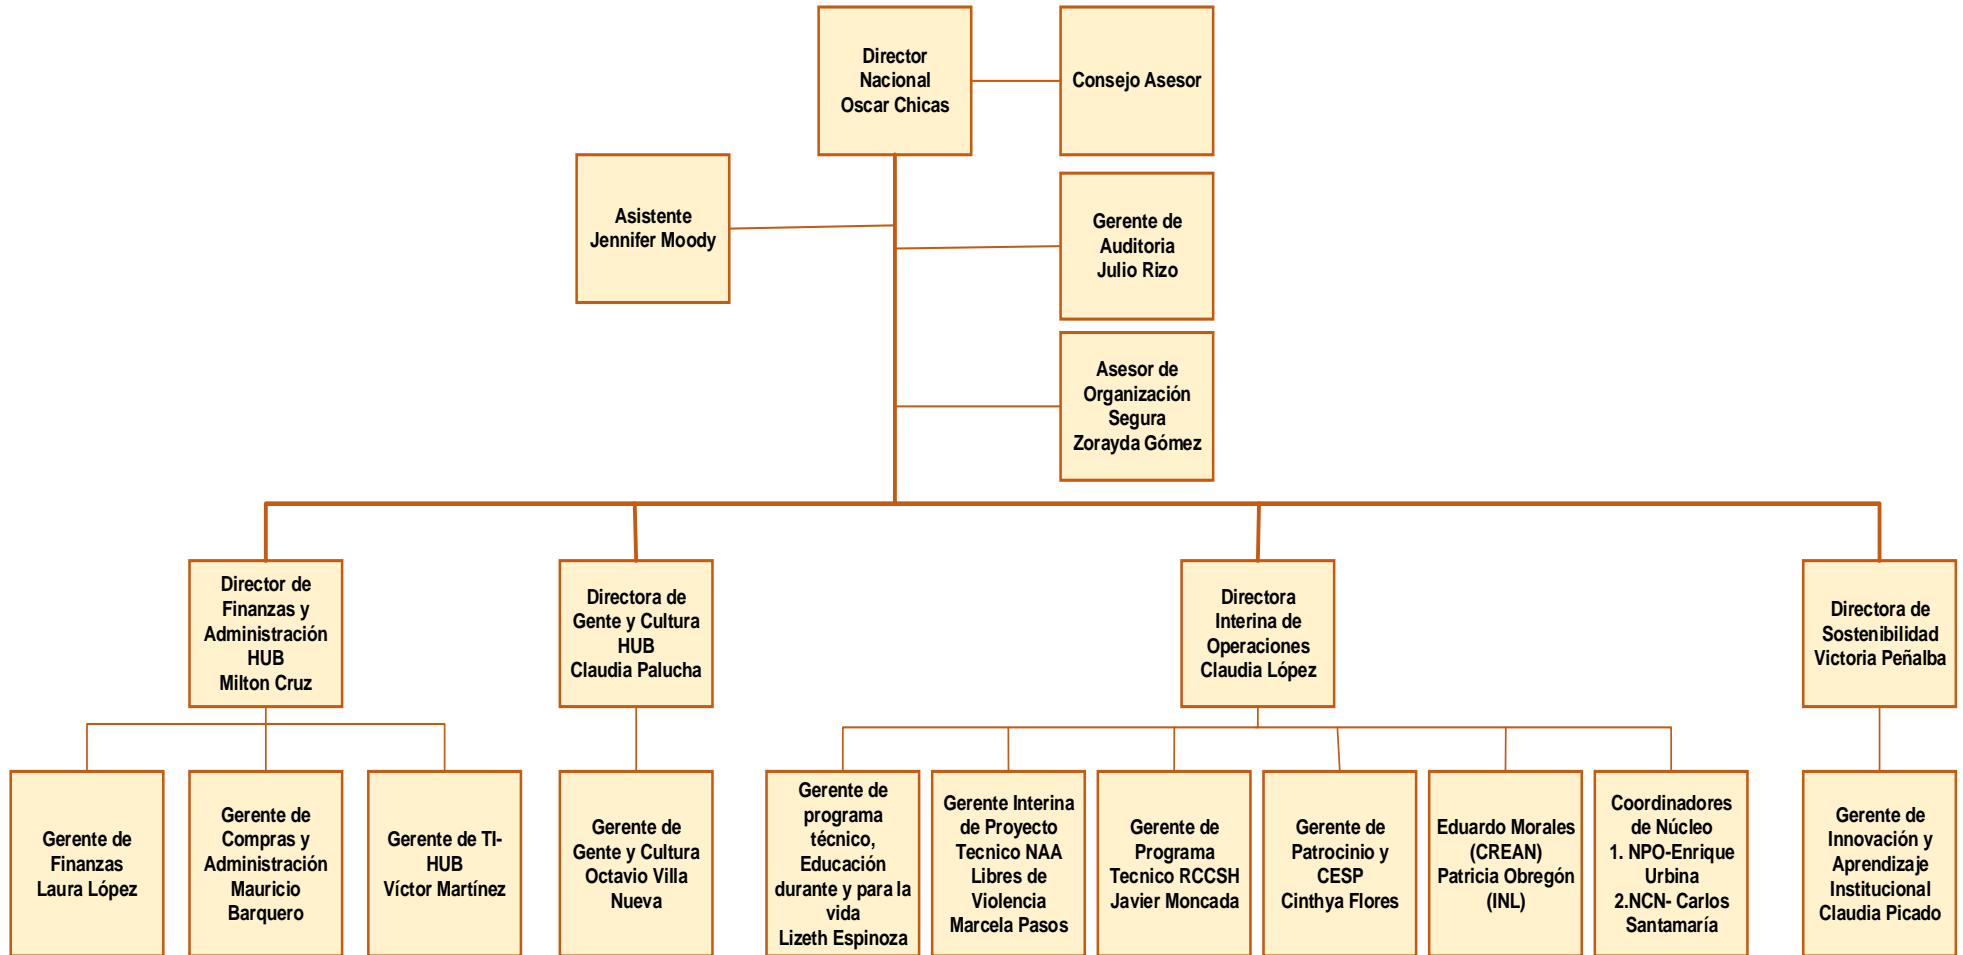 Director
Nacional
Oscar Chicas
Consejo Asesor
Asistente
Jennifer Moody
Gerente de
Auditoria
Julio Rizo
Asesor de
Organización
Segura
Zorayda Gómez
Director de
Finanzas y
Administración
HUB
Milton Cruz
Directora de
Gente y Cultura
HUB
Claudia Palucha
Directora
Interina de
Operaciones
Claudia López
Directora de
Sostenibilidad
Victoria Peñalba
Gerente de
Finanzas
Laura López
Gerente de
Compras y
Administración
Mauricio
Barquero
Gerente de TI-
HUB
Víctor Martínez
Gerente de
Gente y Cultura
Octavio Villa
Nueva
Gerente de
programa
técnico,
Educación
durante y para la
vida
Lizeth Espinoza
Gerente Interina
de Proyecto
Tecnico NAA
Libres de
Violencia
Marcela Pasos
Gerente de
Programa
Tecnico RCCSH
Javier Moncada
Gerente de
Patrocinio y
CESP
Cinthya Flores
Eduardo Morales
(CREAN)
Patricia Obregón
(INL)
Coordinadores
de Núcleo
1. NPO-Enrique
Urbina
2.NCN- Carlos
Santamaría
Gerente de
Innovación y
Aprendizaje
Institucional
Claudia Picado